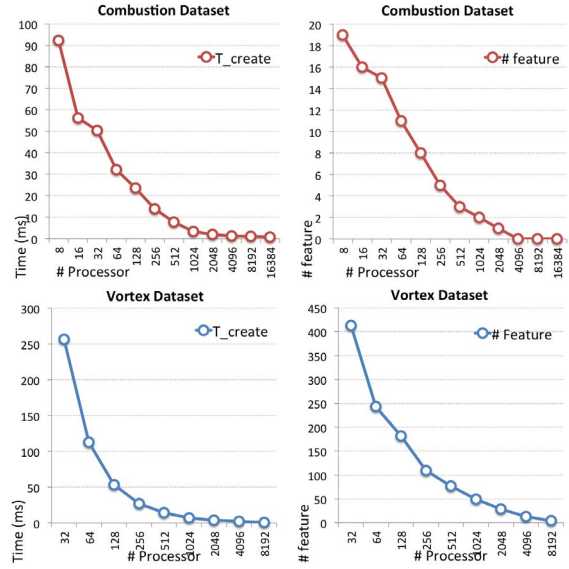 Combustion Dataset
100
90
80
70
60
50
40
30
20
10
0
T_create
Time (ms)
8 16 32 64 128 256 512 1024 2048 4096 8192 16384
# Processor
Combustion Dataset
20
18
16
14
12
10
8
6
4
2
0
# feature
# feature
8 16 32 64 128 256 512 1024 2048 4096 8192 16384
# Processor
Vortex Dataset
300
250
200
150
100
50
0
T_create
Time (ms)
32 64 128 256 512 1024 2048 4096 8192
# Processor
Vortex Dataset
450
400
350
300
250
200
150
100
50
0
# Feature
# feature
32 64 128 256 512 1024 2048 4096 8192
# Processor